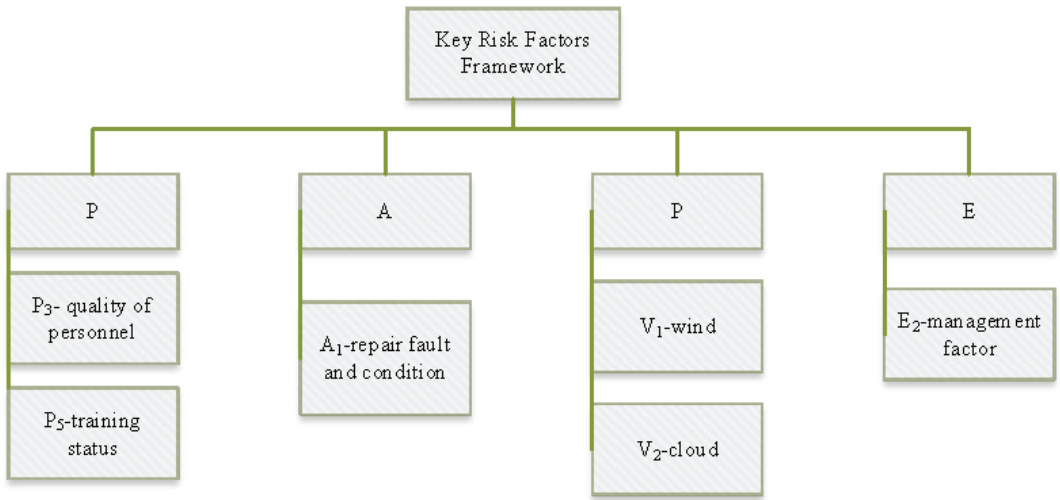 Key Risk Factors
Framework
P
A
P
E
P₃- quality of
personnel
P₅-training
status
A₁-repair fault
and condition
V₁-wind
V₂-cloud
E₂-management
factor